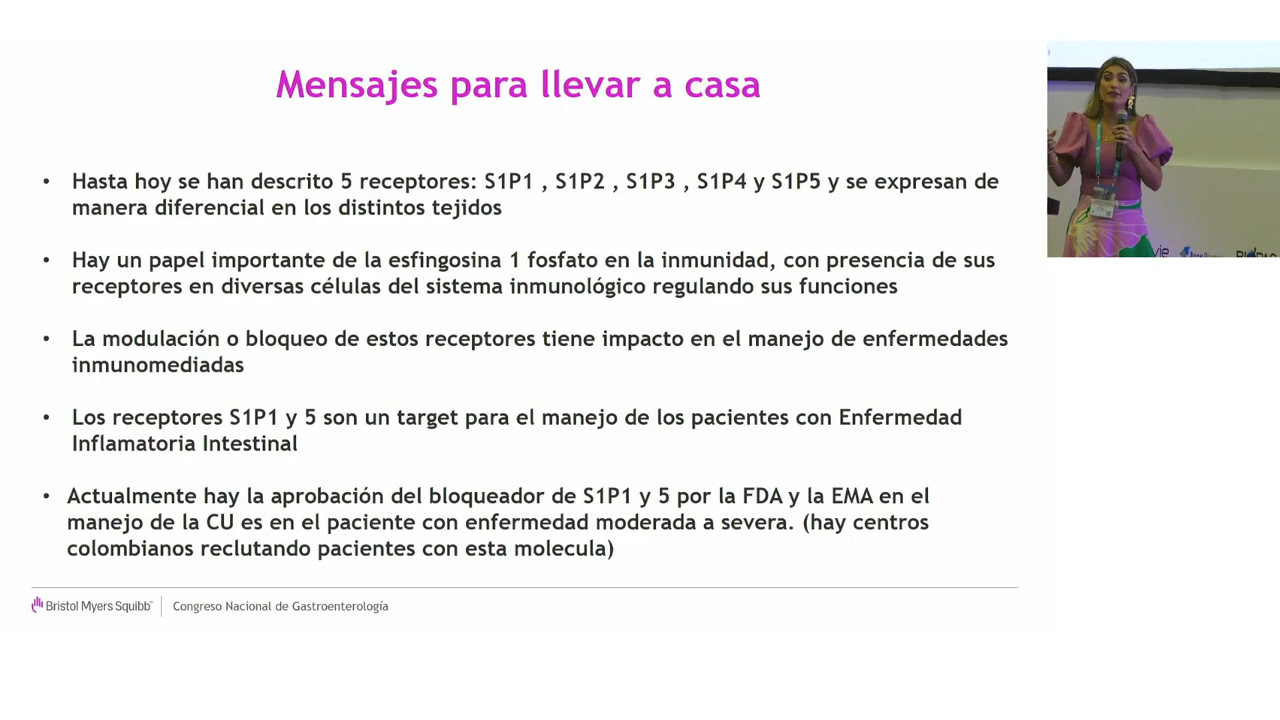 Mensajes para llevar a casa
• Hasta hoy se han descrito 5 receptores: S1P1 , S1P2 , S1P3 , S1P4 y S1P5 y se expresan de
manera diferencial en los distintos tejidos
• Hay un papel importante de la esfingosina 1 fosfato en la inmunidad, con presencia de sus
receptores en diversas células del sistema inmunológico regulando sus funciones
• La modulación o bloqueo de estos receptores tiene impacto en el manejo de enfermedades
inmunomediadas
• Los receptores S1P1 y 5 son un target para el manejo de los pacientes con Enfermedad
Inflamatoria Intestinal
• Actualmente hay la aprobación del bloqueador de S1P1 y 5 por la FDA y la EMA en el
manejo de la CU es en el paciente con enfermedad moderada a severa. (hay centros
colombianos reclutando pacientes con esta molecula)
Bristol Myers Squibb™ Congreso Nacional de Gastroenterología